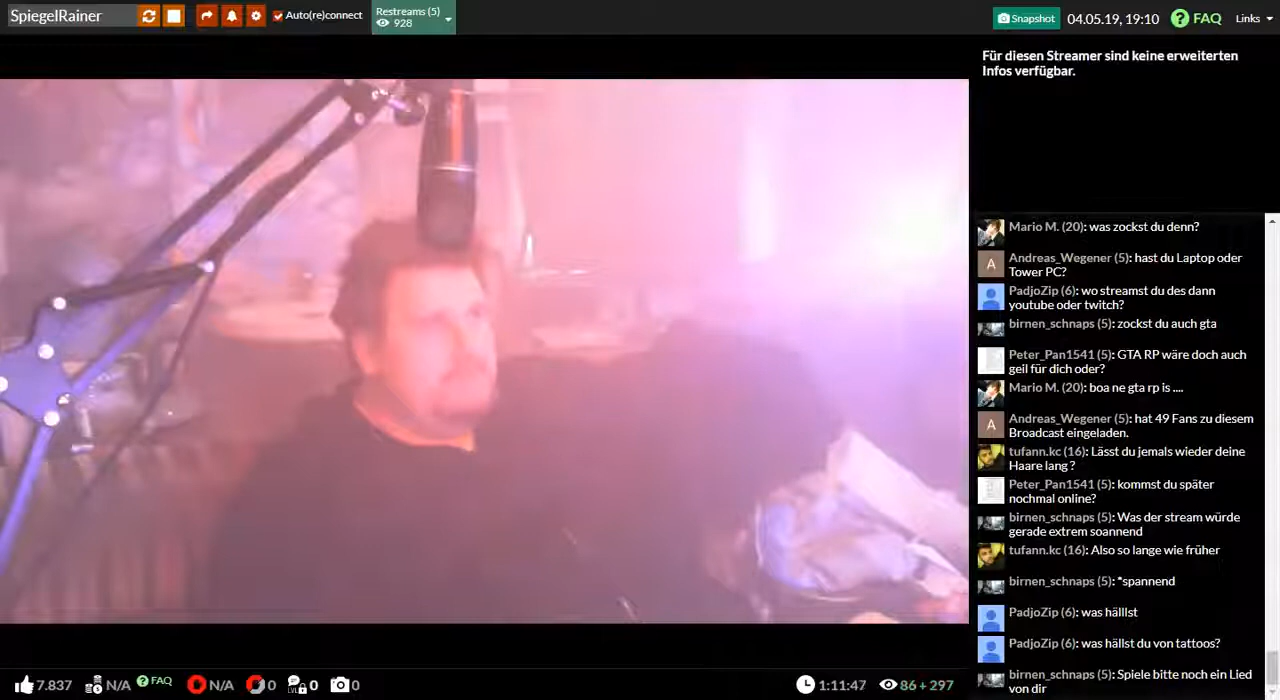 SpiegelRainer
Auto(re)connect
Restreams (5)
928
Snapshot
04.05.19, 19:10
FAQ
Links
Für diesen Streamer sind keine erweiterten
Infos verfügbar.
Mario M. (20): was zockst du denn?
Andreas_Wegener (5): hast du Laptop oder
Tower PC?
PadjoZip (6): wo streamst du des dann
youtube oder twitch?
birnen_schnaps (5): zockst du auch gta
Peter_Pan1541 (5): GTA RP wäre doch auch
geil für dich oder?
Mario M. (20): boa ne gta rp is ....
A
Andreas_Wegener (5): hat 49 Fans zu diesem
Broadcast eingeladen.
tufann.kc (16): Lässt du jemals wieder deine
Haare lang ?
Peter_Pan1541 (5): kommst du später
nochmal online?
birnen_schnaps (5): Was der stream würde
gerade extrem soannend
tufann.kc (16): Also so lange wie früher
birnen_schnaps (5): *spannend
PadjoZip (6): was hälllst
PadjoZip (6): was hällst du von tattoos?
birnen_schnaps (5): Spiele bitte noch ein Lied
von dir
7.837
N/A
FAQ
N/A
0
LVL
0
0
1:11:47
86 + 297